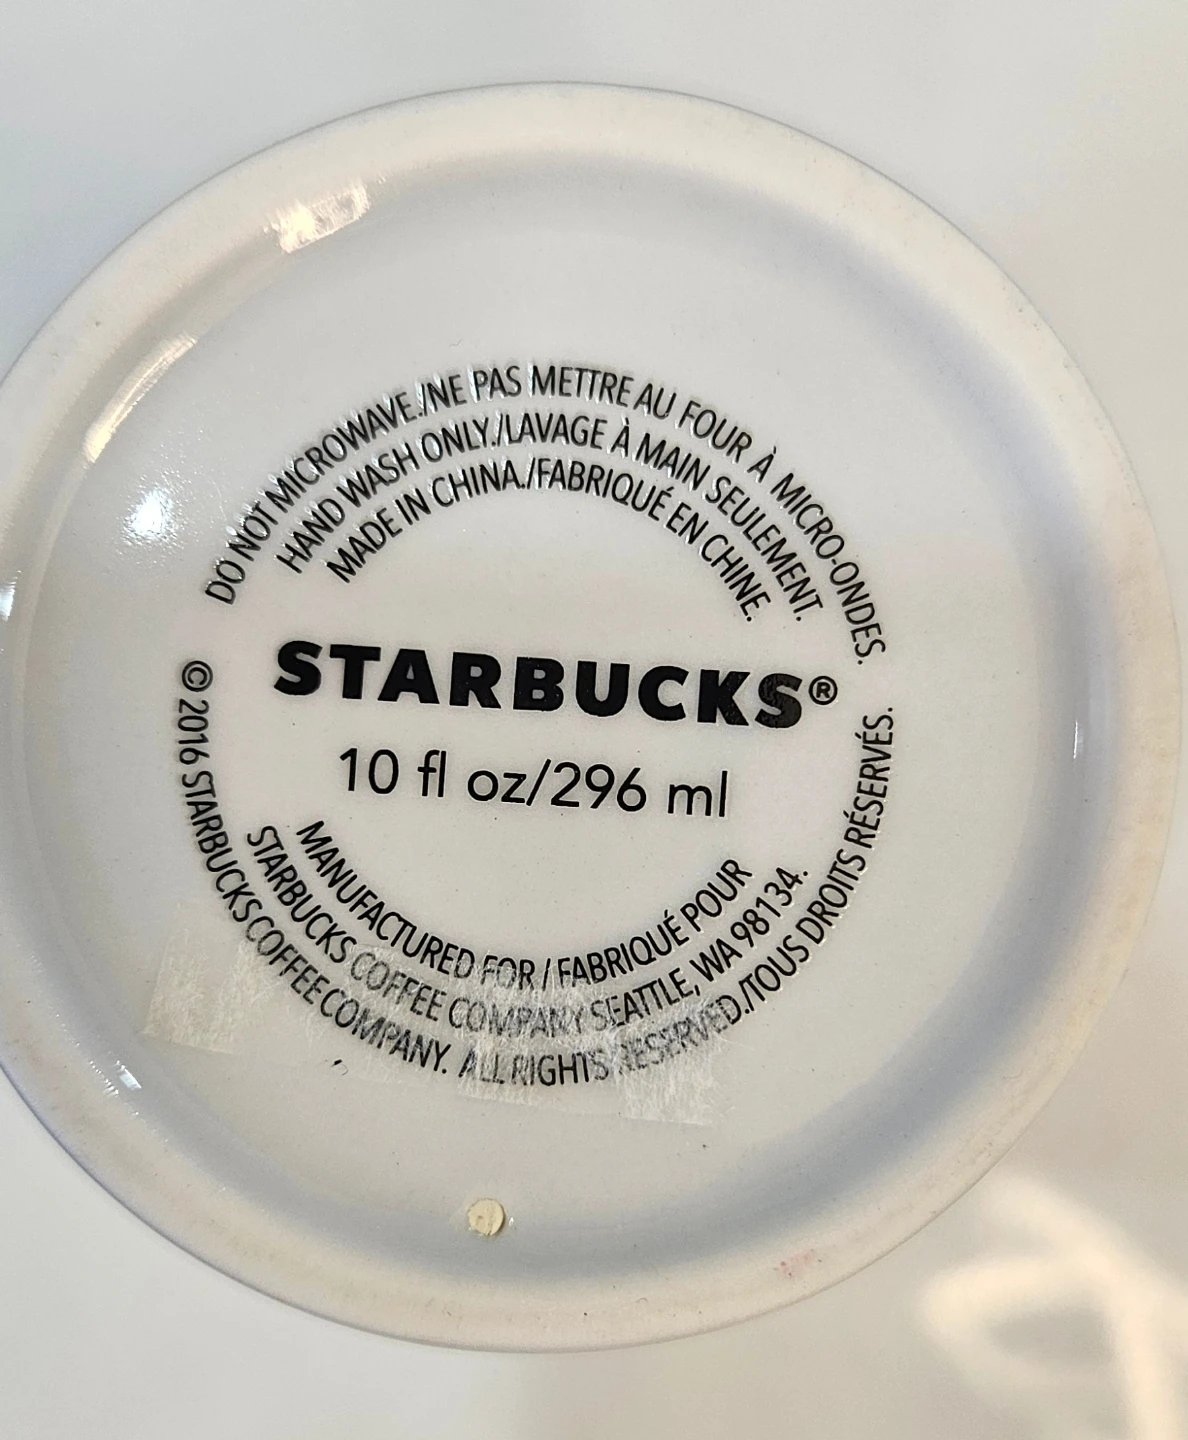 DO NOT MICROWAVE./NE PAS METTRE AU FOUR À MICRO-ONDES.
HAND WASH ONLY./LAVAGE À MAIN SEULEMENT.
MADE IN CHINA./FABRIQUÉ EN CHINE.
STARBUCKS®
10 fl oz/296 ml
MANUFACTURED FOR / FABRIQUÉ POUR
STARBUCKS COFFEE COMPANY SEATTLE, WA 98134.
© 2016 STARBUCKS COFFEE COMPANY. ALL RIGHTS RESERVED./TOUS DROITS RÉSERVÉS.